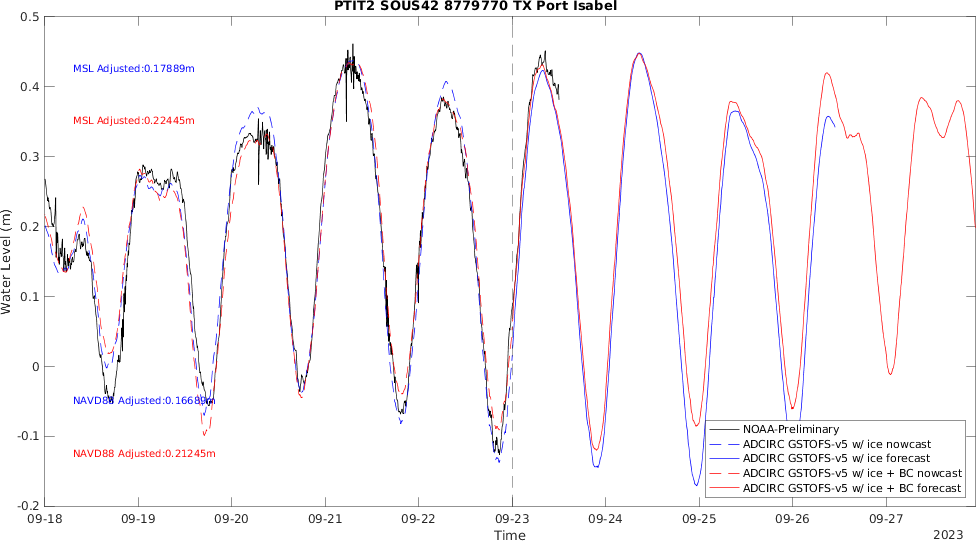 PTIT2 SOUS42 8779770 TX Port Isabel
0.5
0.4
0.3
0.2
0.1
0
-0.1
-0.2
Water Level (m)
MSL Adjusted:0.17889m
MSL Adjusted:0.22445m
NAVD88 Adjusted:0.16689m
NAVD88 Adjusted:0.21245m
NOAA-Preliminary
ADCIRC GSTOFS-v5 w/ ice nowcast
ADCIRC GSTOFS-v5 w/ ice forecast
ADCIRC GSTOFS-v5 w/ ice + BC nowcast
ADCIRC GSTOFS-v5 w/ ice + BC forecast
09-18 09-19 09-20 09-21 09-22 09-23 09-24 09-25 09-26 09-27
Time
2023